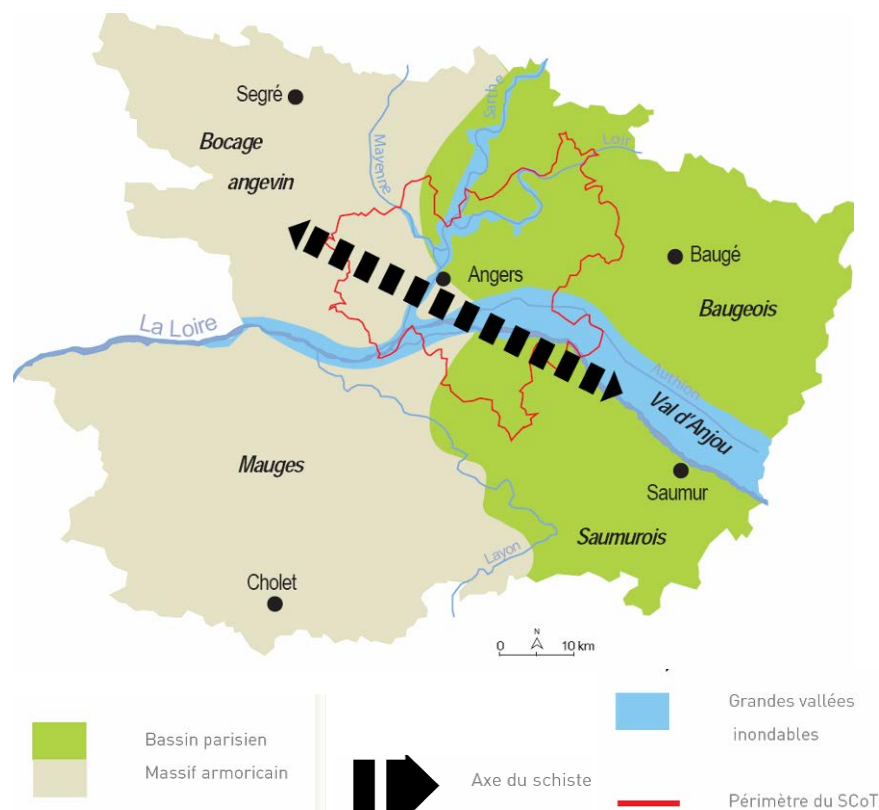 Segré
Bocage
angevin
Mayenne
Sarthe
Loir
Angers
Baugé
Baugeois
La Loire
Authion
Val d'Anjou
Mauges
Saumur
Saumurois
Layon
Cholet
N
0 10 km
Bassin parisien
Massif armoricain
Axe du schiste
Grandes vallées
inondables
Périmètre du SCoT